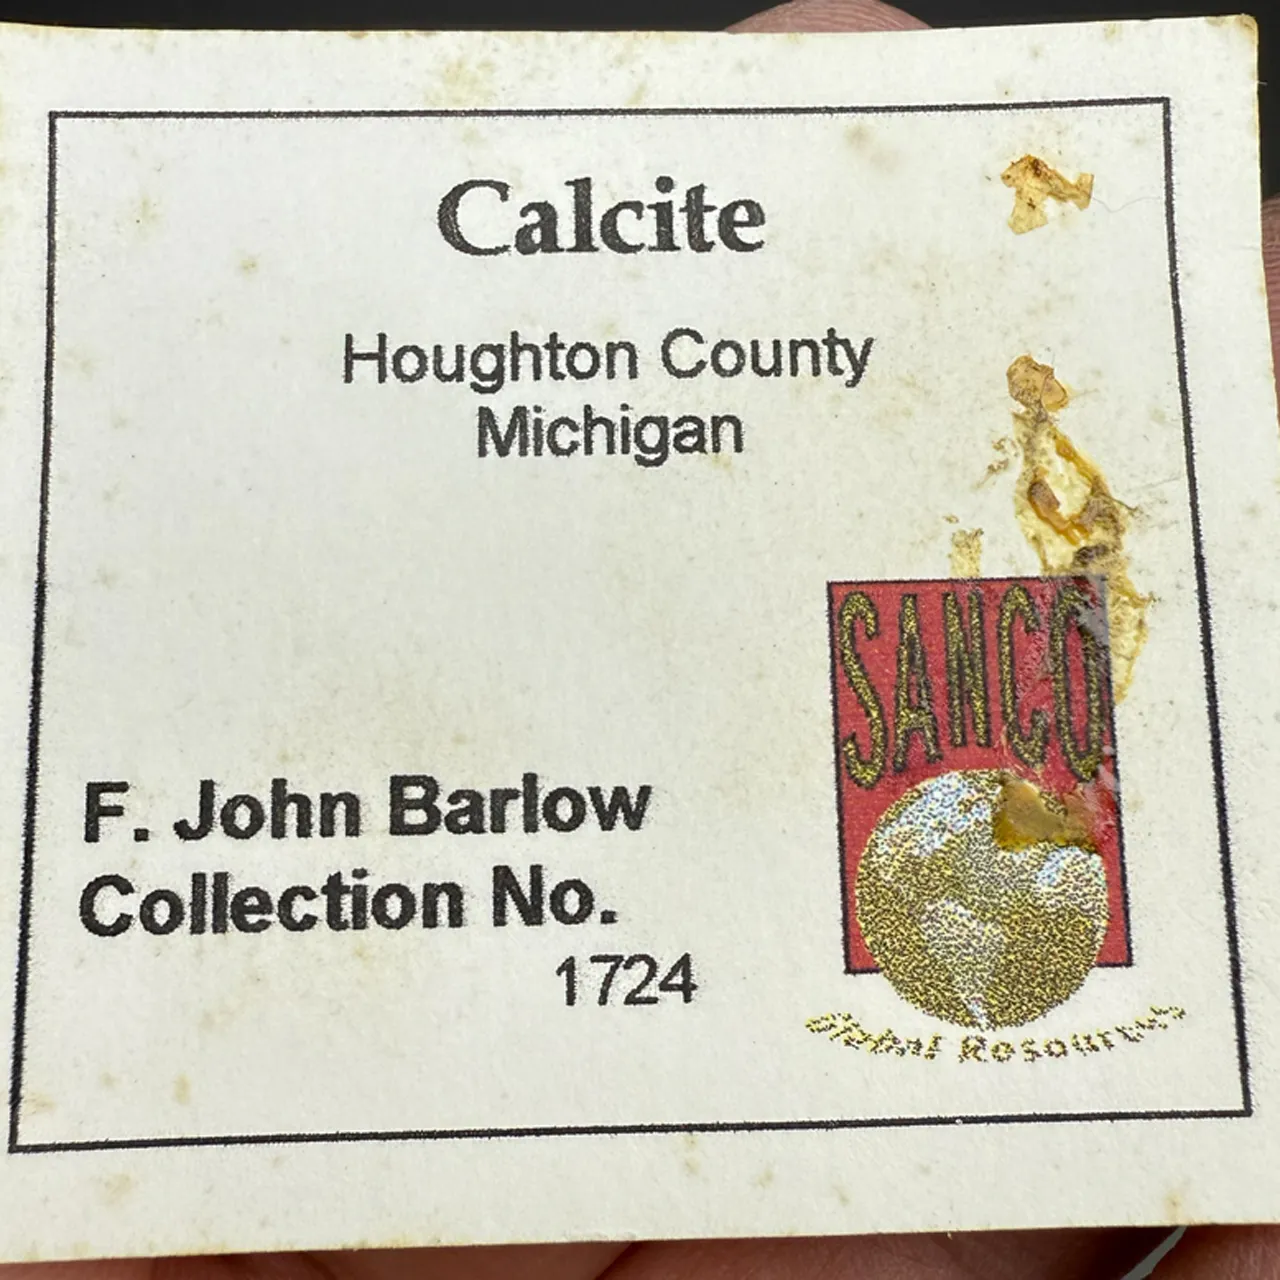 Calcite
Houghton County
Michigan
F. John Barlow
Collection No.
1724
SANCO
Global Resources